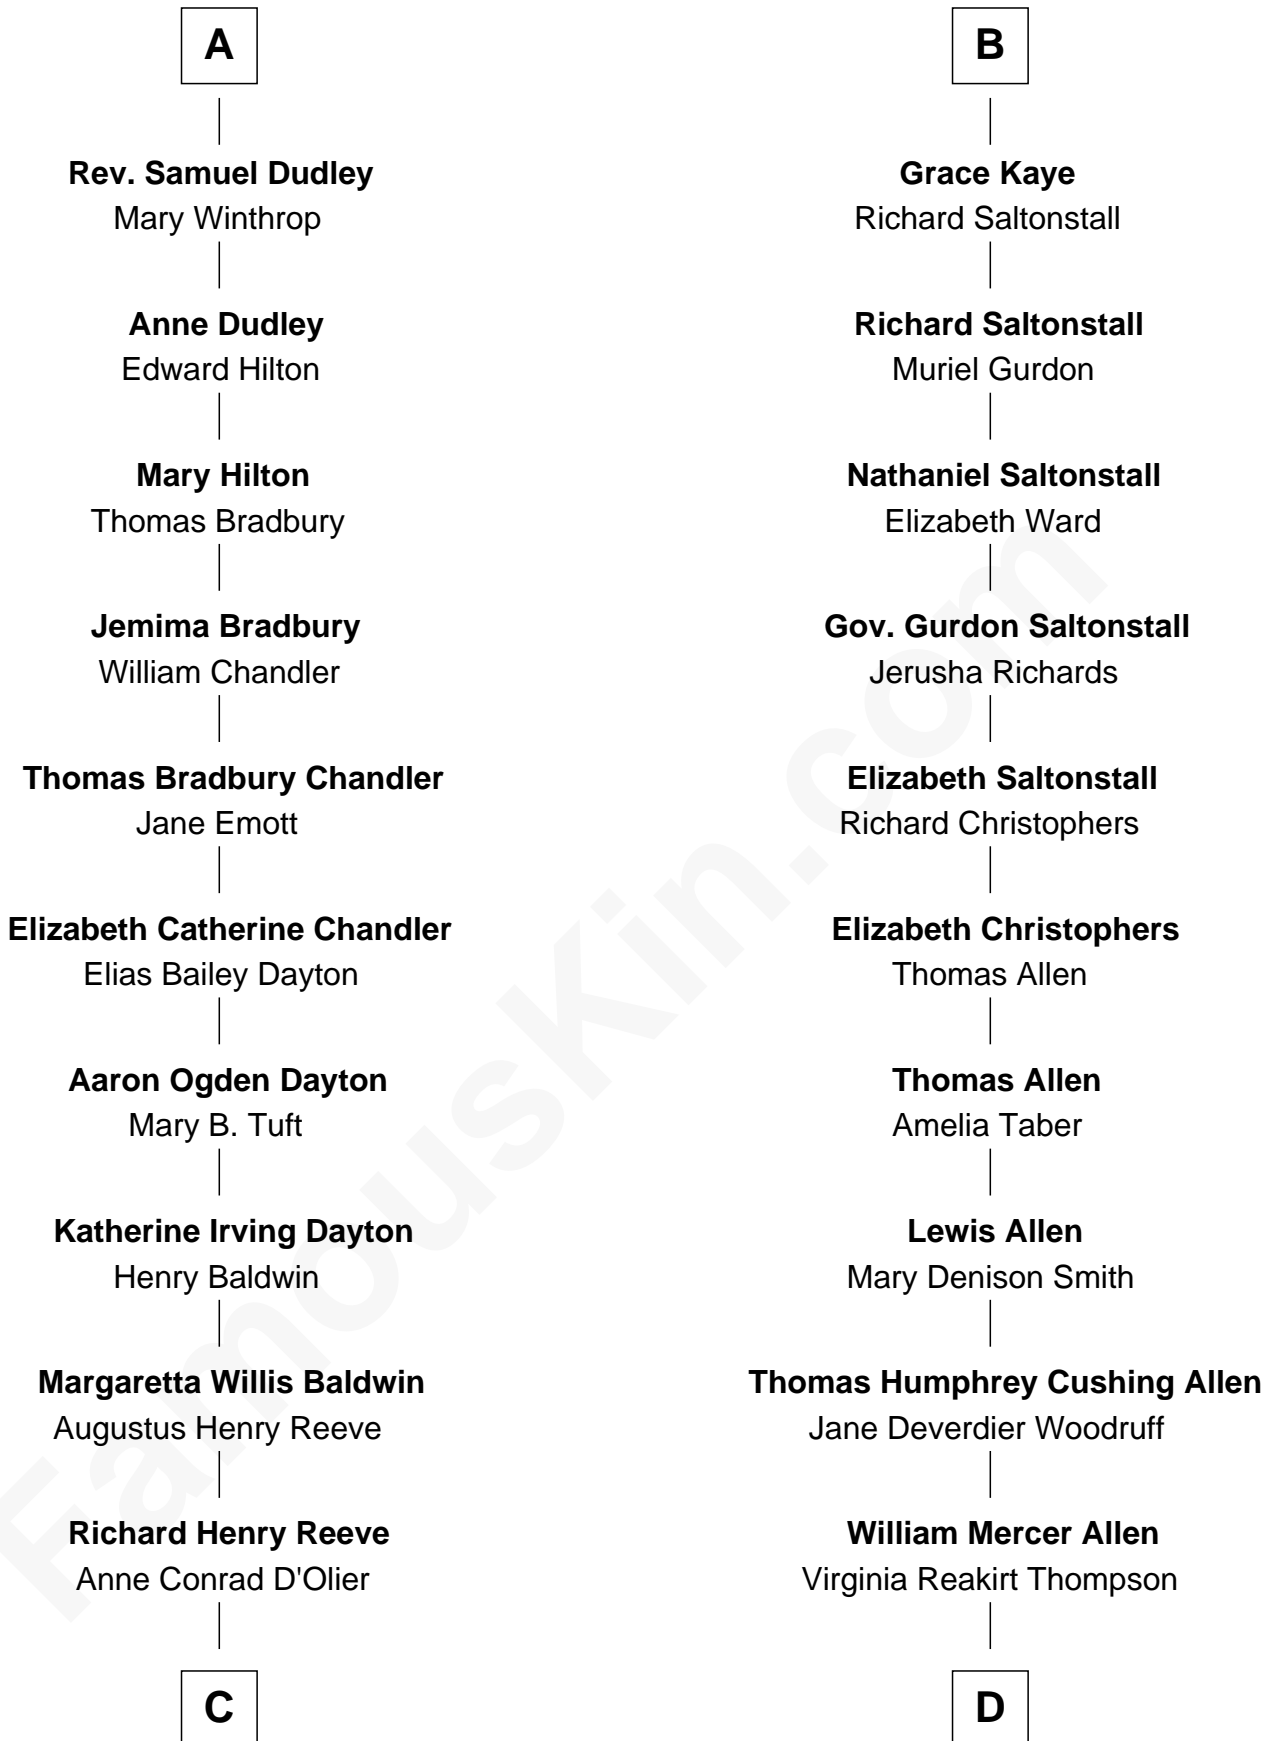 A
Rev. Samuel Dudley
Mary Winthrop
Anne Dudley
Edward Hilton
Mary Hilton
Thomas Bradbury
Jemima Bradbury
William Chandler
Thomas Bradbury Chandler
Jane Emott
Elizabeth Catherine Chandler
Elias Bailey Dayton
Aaron Ogden Dayton
Mary B. Tuft
Katherine Irving Dayton
Henry Baldwin
Margaretta Willis Baldwin
Augustus Henry Reeve
Richard Henry Reeve
Anne Conrad D'Olier
C
B
Grace Kaye
Richard Saltonstall
Richard Saltonstall
Muriel Gurdon
Nathaniel Saltonstall
Elizabeth Ward
Gov. Gurdon Saltonstall
Jerusha Richards
Elizabeth Saltonstall
Richard Christophers
Elizabeth Christophers
Thomas Allen
Thomas Allen
Amelia Taber
Lewis Allen
Mary Denison Smith
Thomas Humphrey Cushing Allen
Jane Deverdier Woodruff
William Mercer Allen
Virginia Reakirt Thompson
D
FamousKin.com